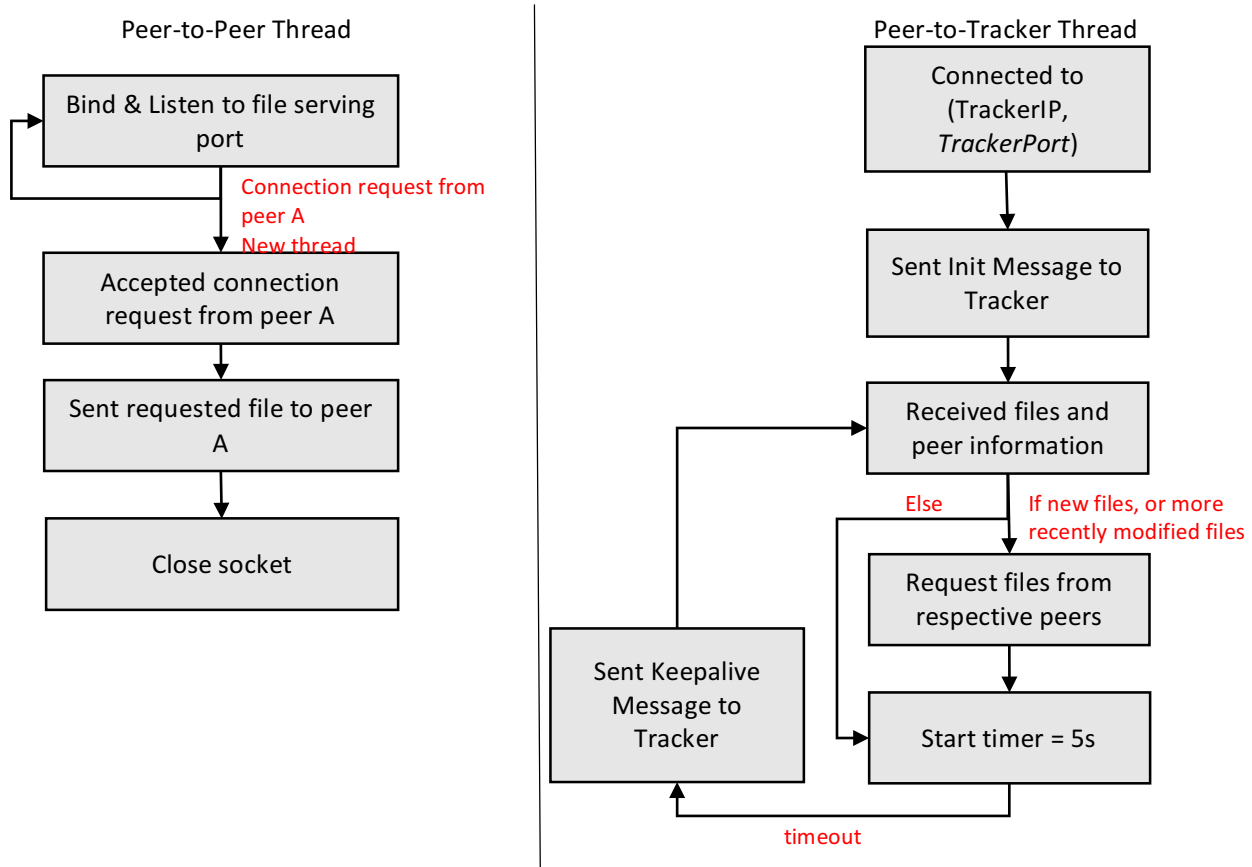 Peer-to-Peer Thread
Bind & Listen to file serving
port
Connection request from
peer A
New thread
Accepted connection
request from peer A
Sent requested file to peer
A
Close socket
Peer-to-Tracker Thread
Connected to
(TrackerIP,
TrackerPort)
Sent Init Message to
Tracker
Received files and
peer information
Else
If new files, or more
recently modified files
Request files from
respective peers
Sent Keepalive
Message to
Tracker
Start timer = 5s
timeout